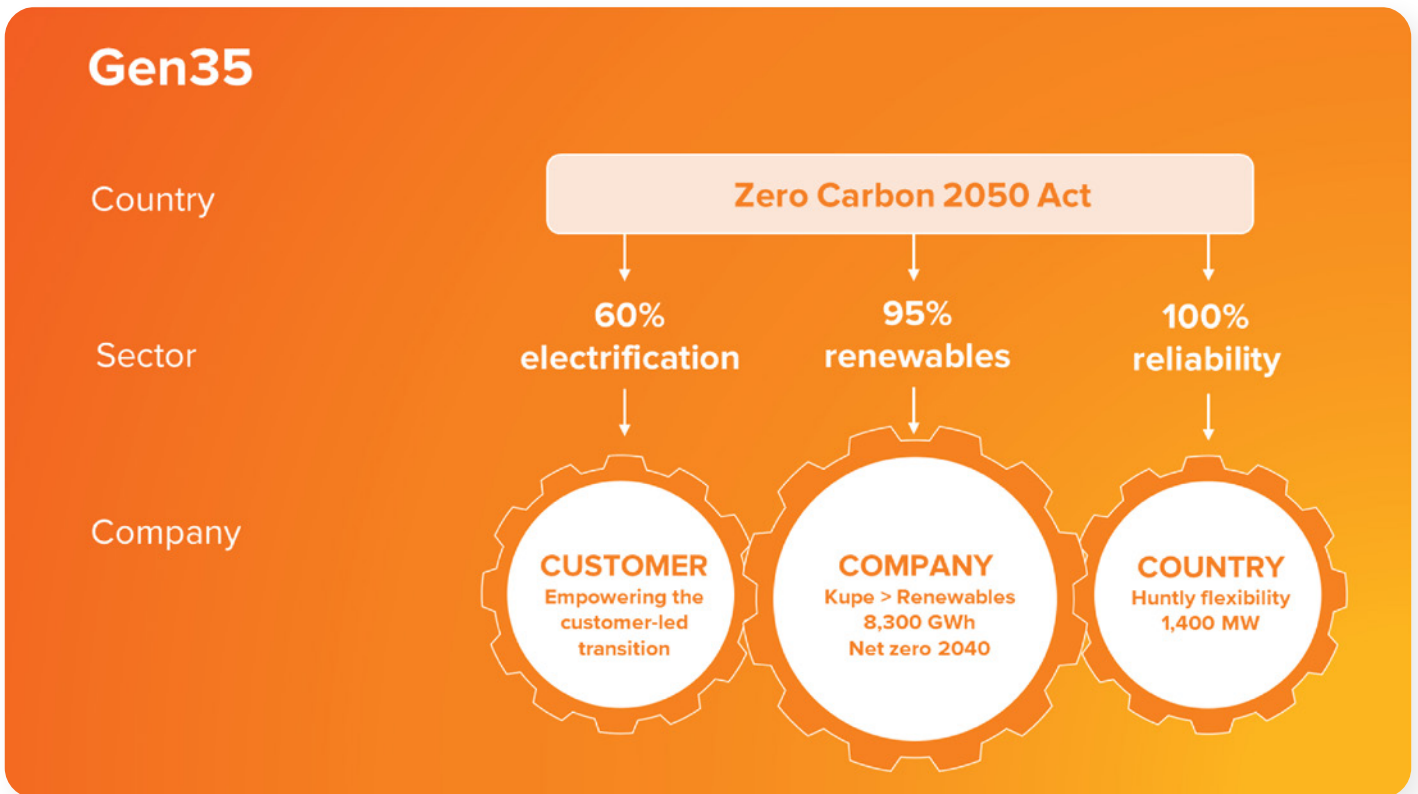 Gen35
Country
Zero Carbon 2050 Act
Sector
60%
electrification
95%
renewables
100%
reliability
Company
CUSTOMER
Empowering the
customer-led
transition
COMPANY
Kupe > Renewables
8,300 GWh
Net zero 2040
COUNTRY
Huntly flexibility
1,400 MW